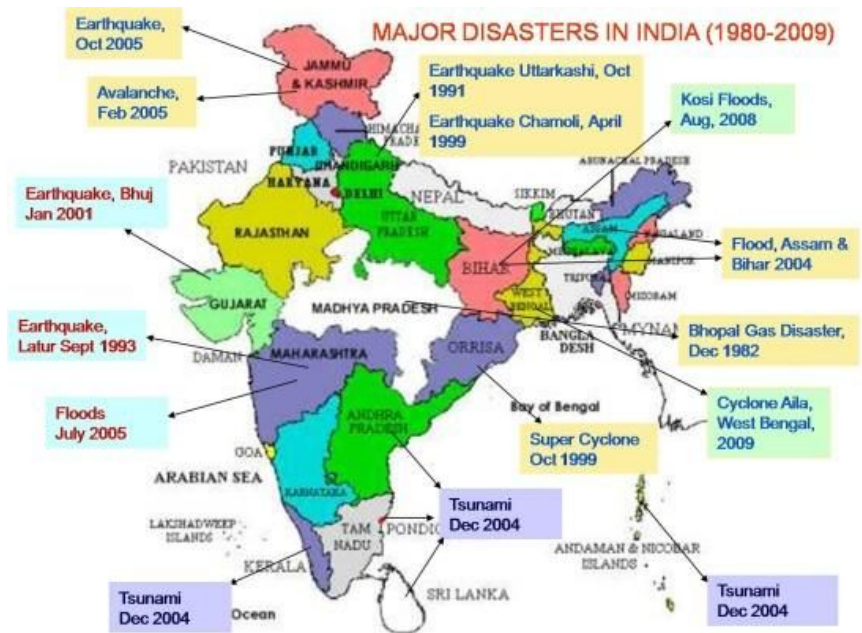 MAJOR DISASTERS IN INDIA (1980-2009)
Earthquake,
Oct 2005
Avalanche,
Feb 2005
JAMMU
& KASHMIR
Earthquake Uttarkashi, Oct
1991
Earthquake Chamoli, April
1999
Kosi Floods,
Aug, 2008
PAKISTAN
PUNJAB
HARYANA
DELHI
UTTAR
PRADESH
NEPAL
SIKKIM
BHUTAN
ARUNACHAL PRADESH
ASSAM
NAGALAND
MANIPUR
TRIPURA
MIZORAM
Earthquake, Bhuj
Jan 2001
RAJASTHAN
BIHAR
Flood, Assam &
Bihar 2004
GUJARAT
MADHYA PRADESH
WEST
BENGAL
BANGLA
DESH
MYNAN
Bhopal Gas Disaster,
Dec 1982
Earthquake,
Latur Sept 1993
DAMAN
MAHARASHTRA
ORRISA
Cyclone Aila,
West Bengal,
2009
Floods
July 2005
ANDHRA
PRADESH
Bay of Bengal
Super Cyclone
Oct 1999
GOA
ARABIAN SEA
KARNATAKA
Tsunami
Dec 2004
LAKSHADWEEP
ISLANDS
TAM
NADU
PONDIC
ANDAMAN & NICOBAR
ISLANDS
KERALA
SRI LANKA
Tsunami
Dec 2004
Ocean
Tsunami
Dec 2004